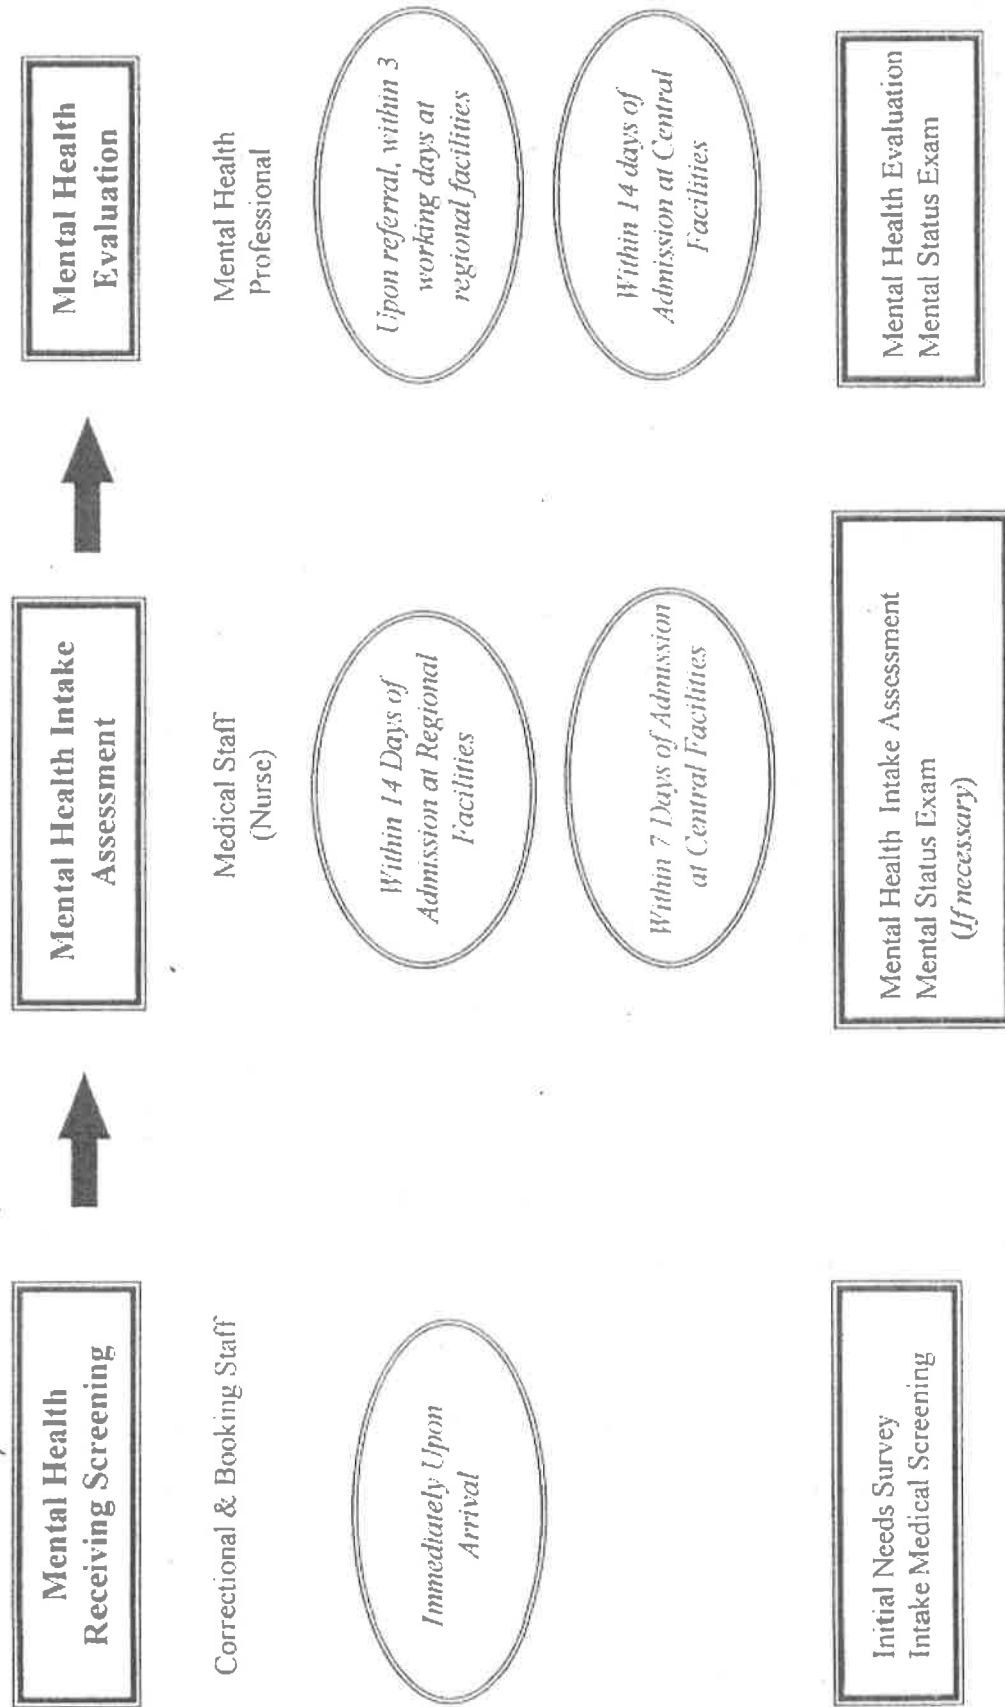 Mental Health
Receiving Screening
Correctional & Booking Staff
Immediately Upon
Arrival
Initial Needs Survey
Intake Medical Screening
Mental Health Intake
Assessment
Medical Staff
(Nurse)
Within 14 Days of
Admission at Regional
Facilities
Within 7 Days of Admission
at Central Facilities
Mental Health Intake Assessment
Mental Status Exam
(If necessary)
Mental Health
Evaluation
Mental Health
Professional
Upon referral, within 3
working days at
regional facilities
Within 14 days of
Admission at Central
Facilities
Mental Health Evaluation
Mental Status Exam